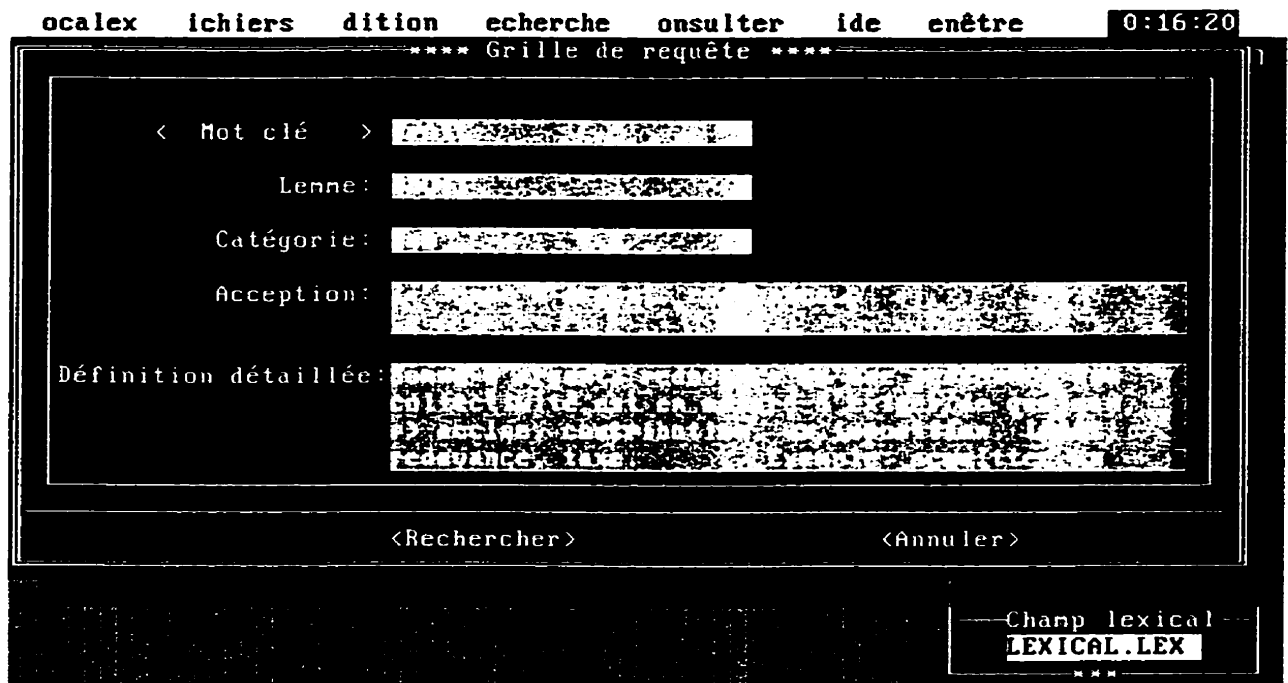 ocalex ichiers dition echerche onsulter ide enêtre 0:16:20
**** Grille de requête ****
< Mot clé >
Lemme:
Catégorie:
Acception:
Définition détaillée:
<Rechercher> <Annuler>
Champ lexical
LEXICAL.LEX
***